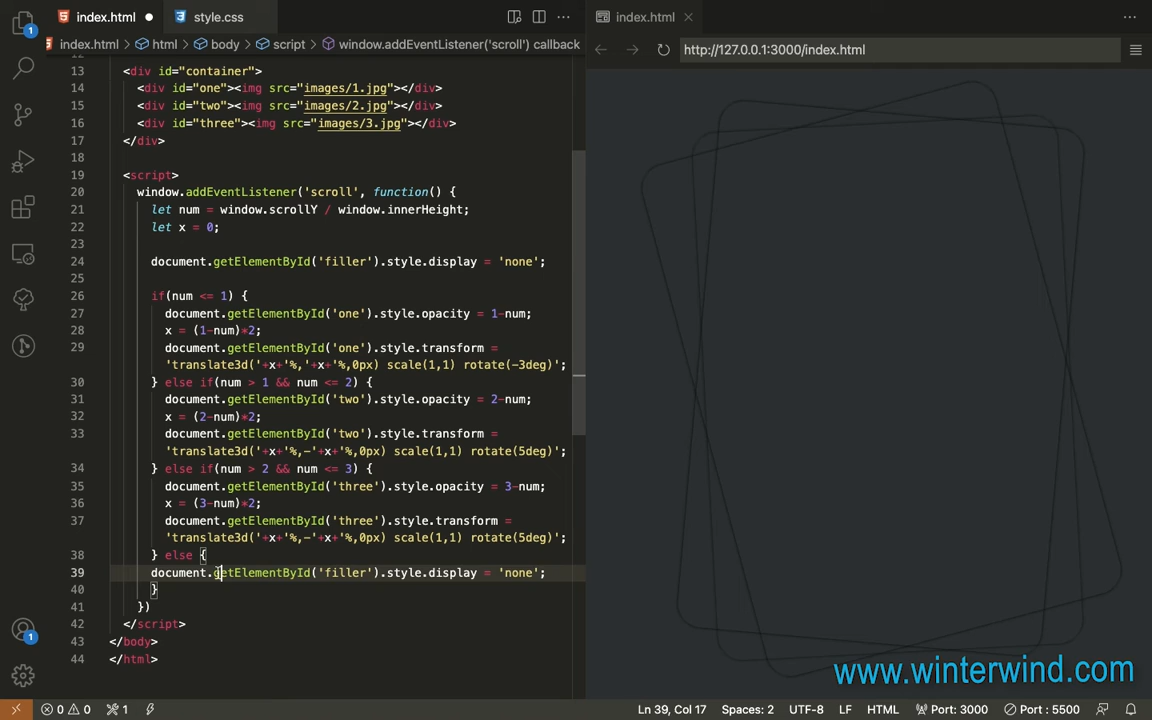 index.html
style.css
index.html
index.html > html > body > script > window.addEventListener('scroll') callback
http://127.0.0.1:3000/index.html
13 <div id="container">
14 <div id="one"><img src="images/1.jpg"></div>
15 <div id="two"><img src="images/2.jpg"></div>
16 <div id="three"><img src="images/3.jpg"></div>
17 </div>
18
19 <script>
20 window.addEventListener('scroll', function() {
21 let num = window.scrollY / window.innerHeight;
22 let x = 0;
23
24 document.getElementById('filler').style.display = 'none';
25
26 if(num <= 1) {
27 document.getElementById('one').style.opacity = 1-num;
28 x = (1-num)*2;
29 document.getElementById('one').style.transform =
'translate3d('+x+'%,'+x+'%,0px) scale(1,1) rotate(-3deg)';
30 } else if(num > 1 && num <= 2) {
31 document.getElementById('two').style.opacity = 2-num;
32 x = (2-num)*2;
33 document.getElementById('two').style.transform =
'translate3d('+x+'%,-'+x+'%,0px) scale(1,1) rotate(5deg)';
34 } else if(num > 2 && num <= 3) {
35 document.getElementById('three').style.opacity = 3-num;
36 x = (3-num)*2;
37 document.getElementById('three').style.transform =
'translate3d('+x+'%,-'+x+'%,0px) scale(1,1) rotate(5deg)';
38 } else {
39 document.getElementById('filler').style.display = 'none';
40 }
41 })
42 </script>
43 </body>
44 </html>
1
1
www.winterwind.com
0 0 1 Ln 39, Col 17 Spaces: 2 UTF-8 LF HTML Port: 3000 Port : 5500